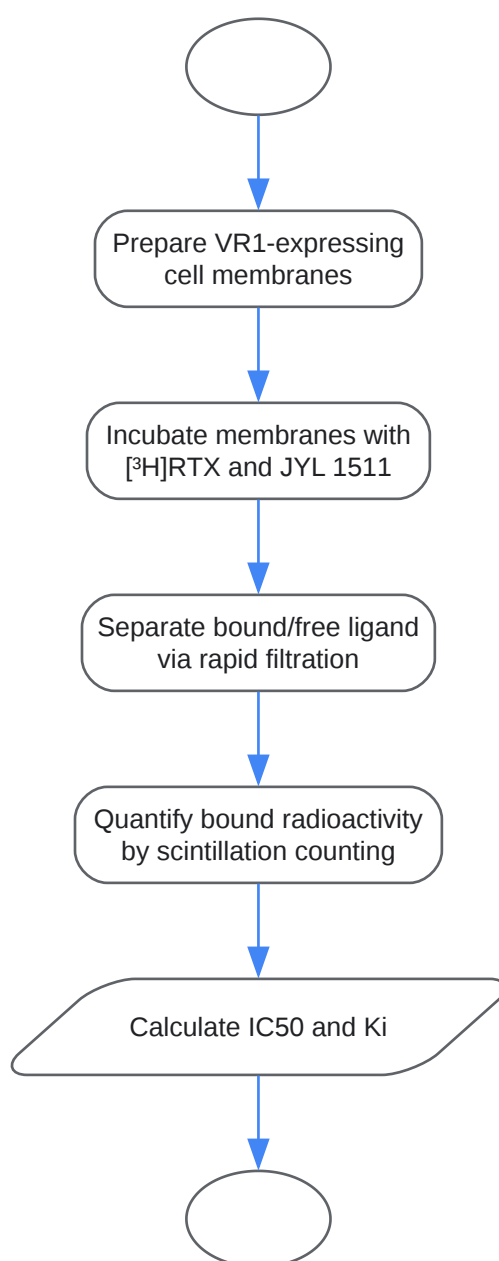 Prepare VR1-expressing
cell membranes
Incubate membranes with
[³H]RTX and JYL 1511
Separate bound/free ligand
via rapid filtration
Quantify bound radioactivity
by scintillation counting
Calculate IC50 and Ki